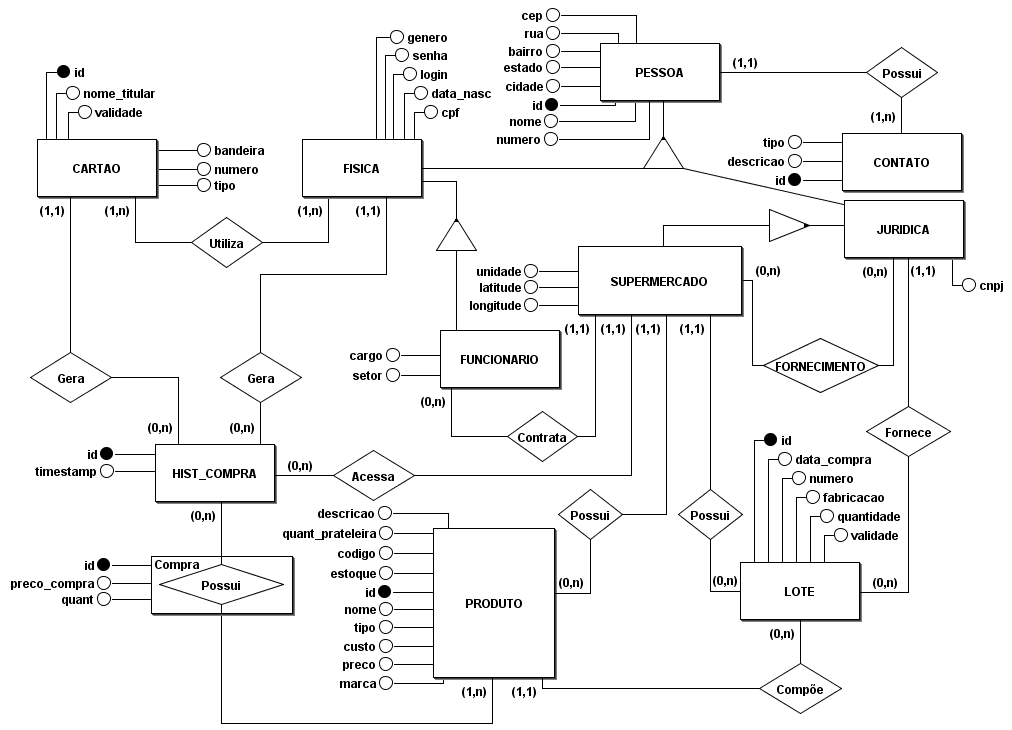 cep
rua
bairro
estado
cidade
id
nome
numero
PESSOA
(1,1)
Possui
(1,n)
tipo
descricao
id
CONTATO
genero
senha
login
data_nasc
cpf
FISICA
(1,n)
(1,1)
id
nome_titular
validade
CARTAO
bandeira
numero
tipo
(1,1)
(1,n)
Utiliza
JURIDICA
cnpj
(0,n)
(0,n)
(1,1)
unidade
latitude
longitude
SUPERMERCADO
(1,1)
(1,1)
(1,1)
(1,1)
FORNECIMENTO
cargo
setor
FUNCIONARIO
(0,n)
Contrata
Gera
Gera
(0,n)
(0,n)
Fornece
id
timestamp
HIST_COMPRA
(0,n)
Acessa
(0,n)
id
data_compra
numero
fabricacao
quantidade
validade
LOTE
(0,n)
(0,n)
(0,n)
Possui
Possui
(0,n)
descricao
quant_prateleira
codigo
estoque
id
nome
tipo
custo
preco
marca
PRODUTO
(1,n)
(1,1)
id
preco_compra
quant
Compra
Possui
Compõe